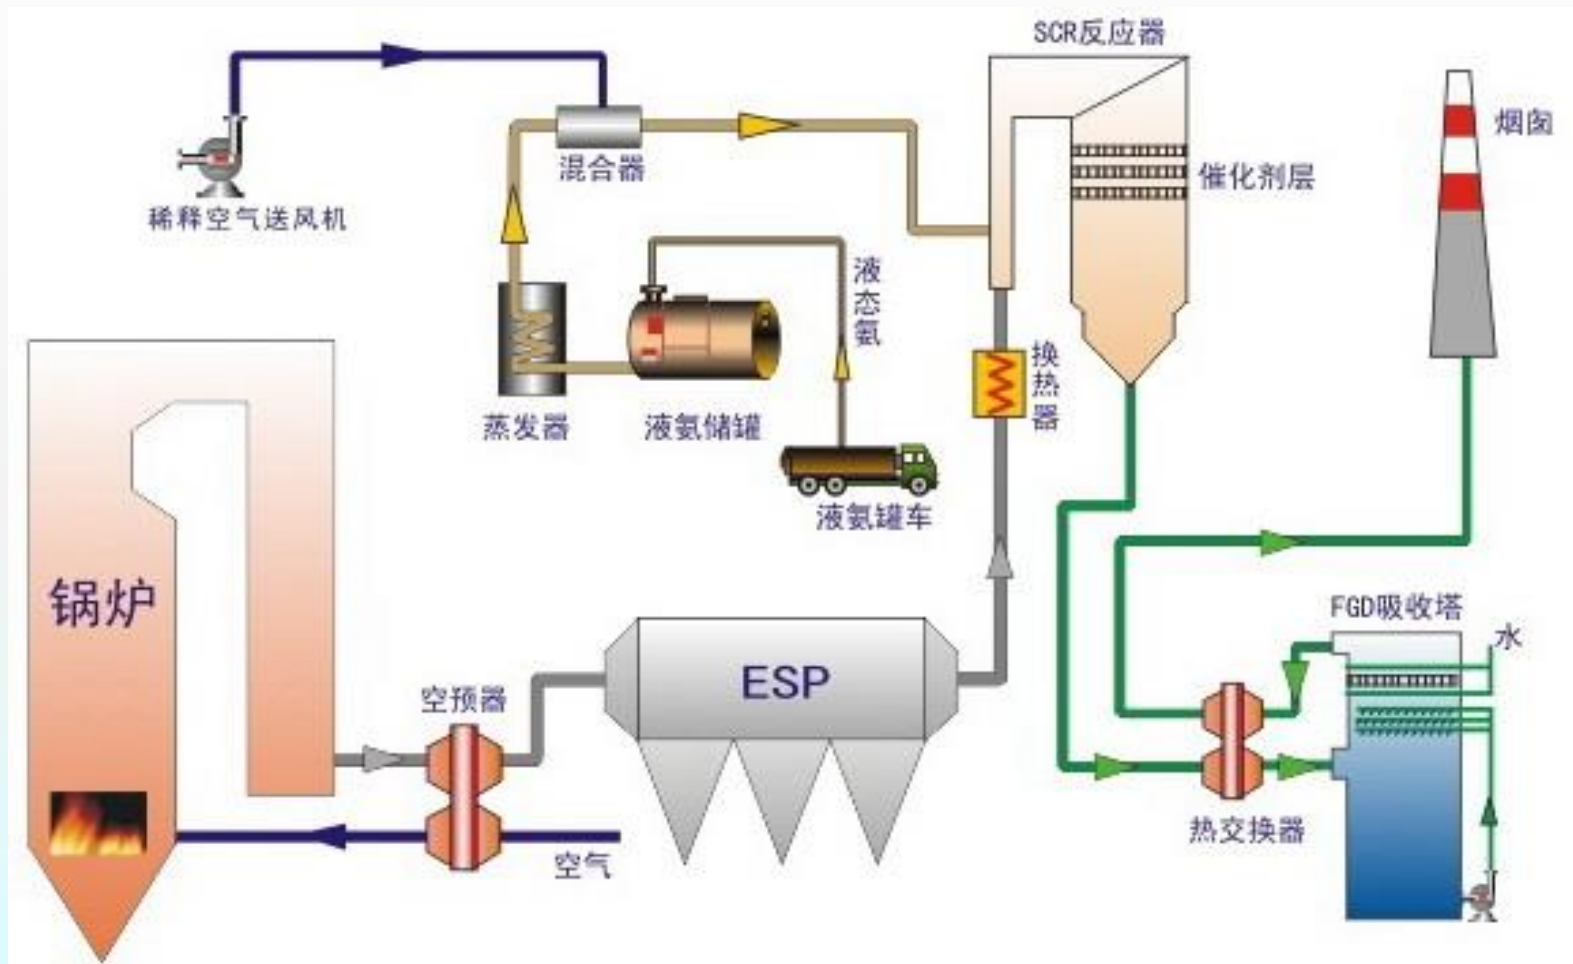 SCR反应器
烟囱
混合器
催化剂层
稀释空气送风机
液态氨
换热器
蒸发器
液氨储罐
液氨罐车
锅炉
FGD吸收塔
水
ESP
空预器
热交换器
空气